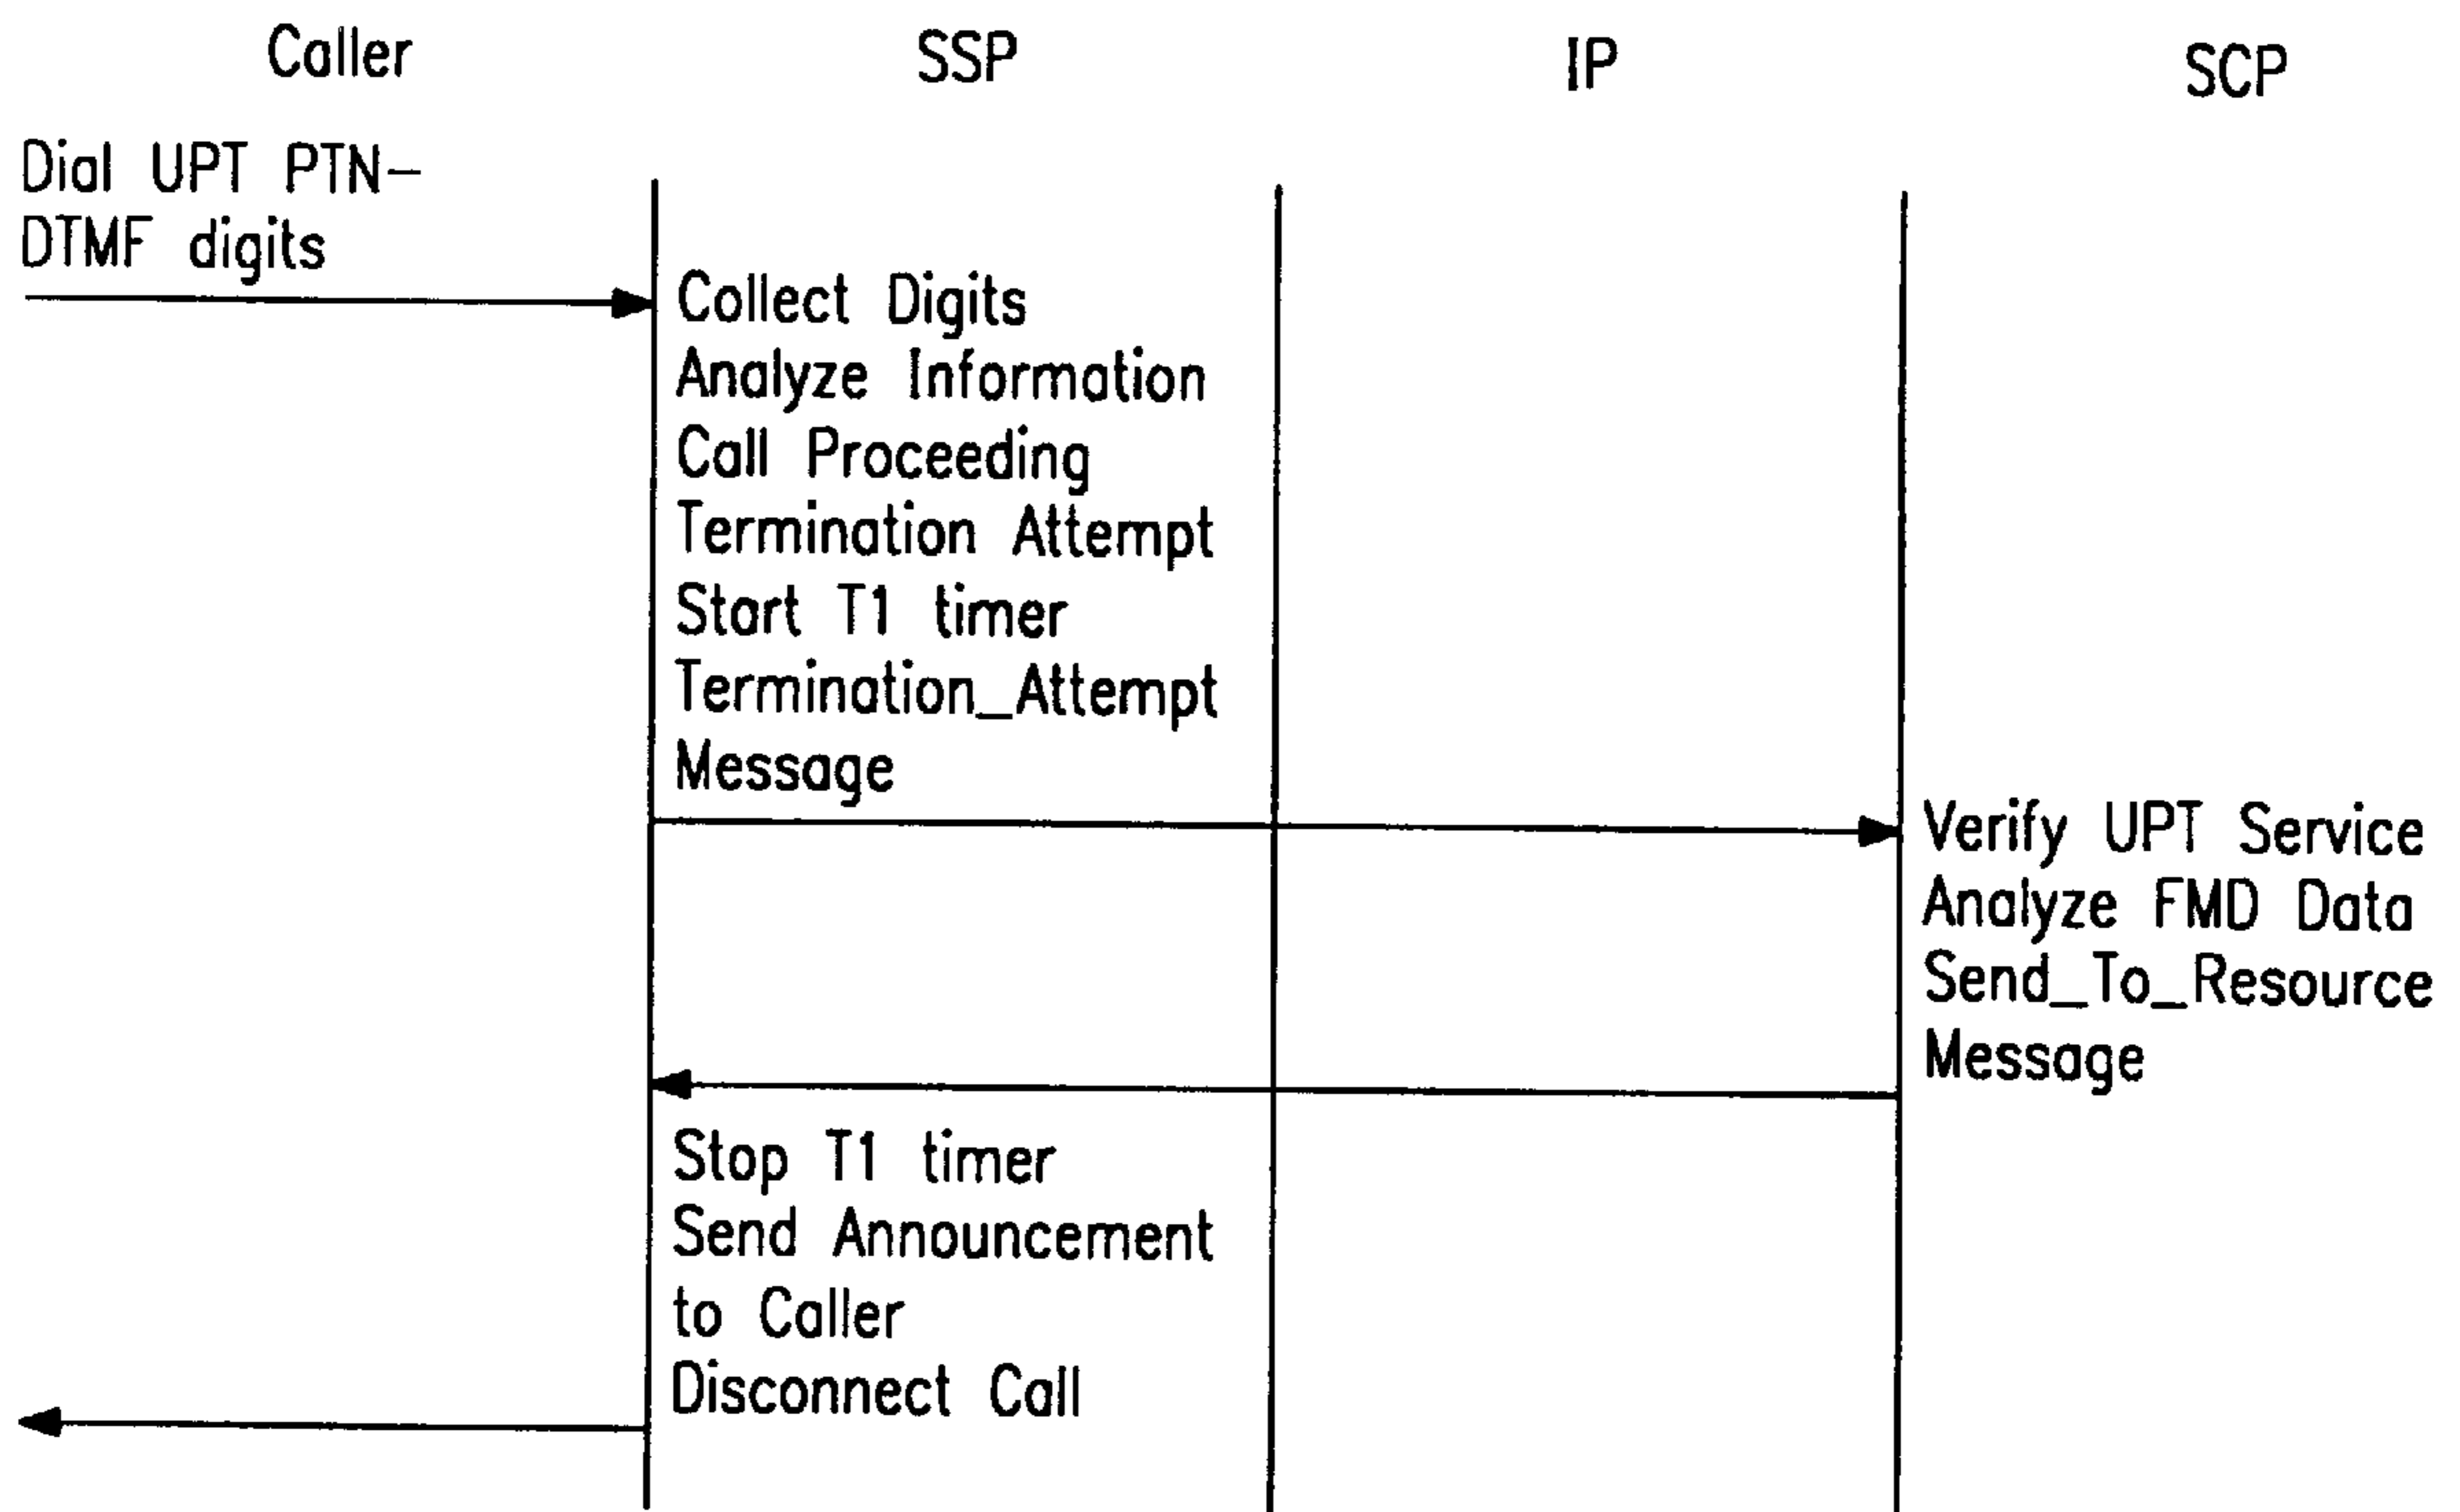 Caller
SSP
IP
SCP
Dial UPT PTN-
DTMF digits
Collect Digits
Analyze Information
Call Proceeding
Termination Attempt
Start T1 timer
Termination_Attempt
Message
Verify UPT Service
Analyze FMD Data
Send_To_Resource
Message
Stop T1 timer
Send Announcement
to Caller
Disconnect Call